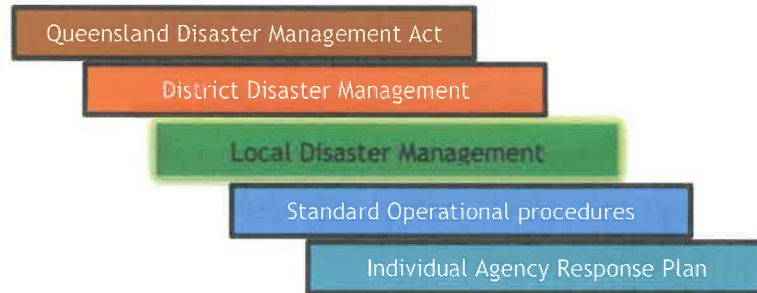 Queensland Disaster Management Act
District Disaster Management
Local Disaster Management
Standard Operational procedures
Individual Agency Response Plan